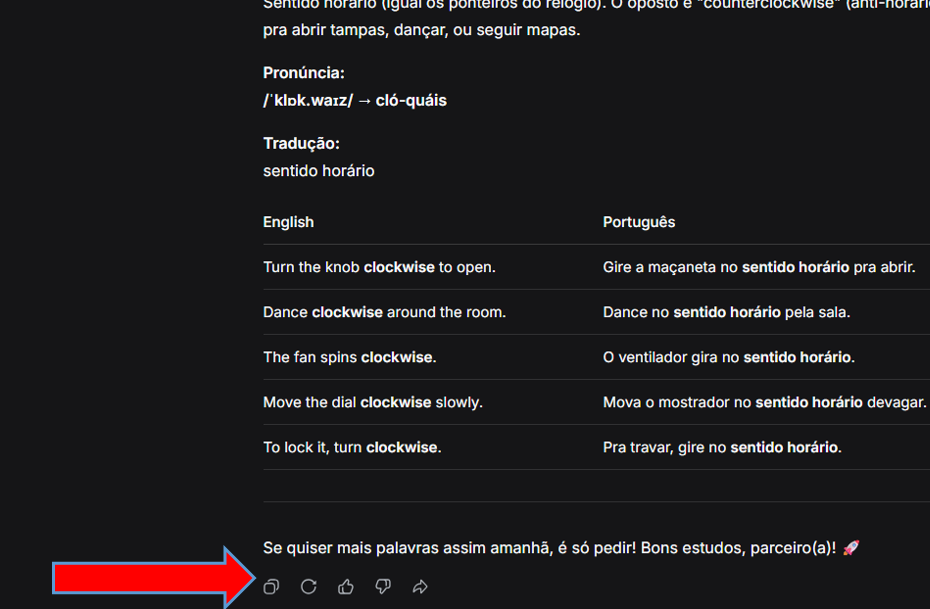 Sentido horário (igual os ponteiros do relógio). O oposto é "counterclockwise" (anti-horári
pra abrir tampas, dançar, ou seguir mapas.
Pronúncia:
/ˈklɒk.waɪz/ → cló-quáis
Tradução:
sentido horário
English Português
Turn the knob clockwise to open. Gire a maçaneta no sentido horário pra abrir.
Dance clockwise around the room. Dance no sentido horário pela sala.
The fan spins clockwise. O ventilador gira no sentido horário.
Move the dial clockwise slowly. Mova o mostrador no sentido horário devagar.
To lock it, turn clockwise. Pra travar, gire no sentido horário.
Se quiser mais palavras assim amanhã, é só pedir! Bons estudos, parceiro(a)! 🚀